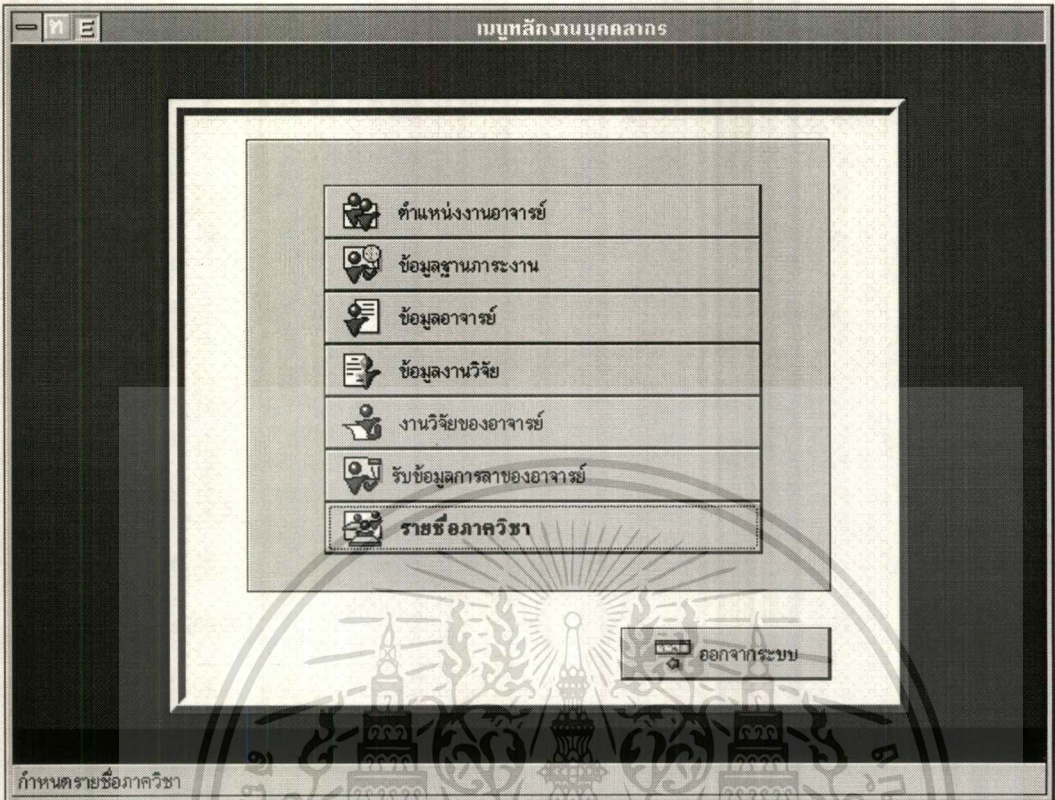 ท E เมนูหลักงานบุคคลากร
ตำแหน่งงานอาจารย์
ข้อมูลฐานภาระงาน
ข้อมูลอาจารย์
ข้อมูลงานวิจัย
งานวิจัยของอาจารย์
รับข้อมูลการลาของอาจารย์
รายชื่อภาควิชา
ออกจากระบบ
กำหนดรายชื่อภาควิชา